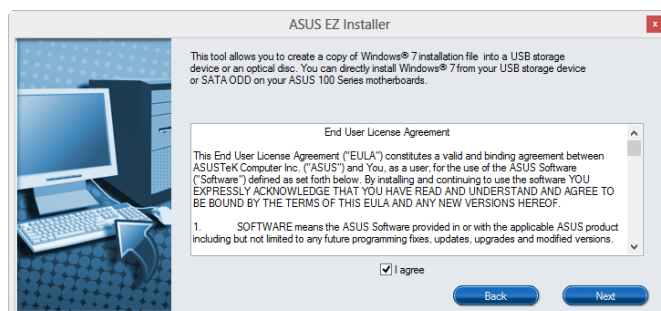 ASUS EZ Installer
x
This tool allows you to create a copy of Windows® 7 installation file into a USB storage
device or an optical disc. You can directly install Windows® 7 from your USB storage device
or SATA ODD on your ASUS 100 Series motherboards.
End User License Agreement
This End User License Agreement ("EULA") constitutes a valid and binding agreement between
ASUSTeK Computer Inc. ("ASUS") and You, as a user, for the use of the ASUS Software
("Software") defined as set forth below. By installing and continuing to use the software YOU
EXPRESSLY ACKNOWLEDGE THAT YOU HAVE READ AND UNDERSTAND AND AGREE TO
BE BOUND BY THE TERMS OF THIS EULA AND ANY NEW VERSIONS HEREOF.
1. SOFTWARE means the ASUS Software provided in or with the applicable ASUS product
including but not limited to any future programming fixes, updates, upgrades and modified versions.
I agree
Back Next